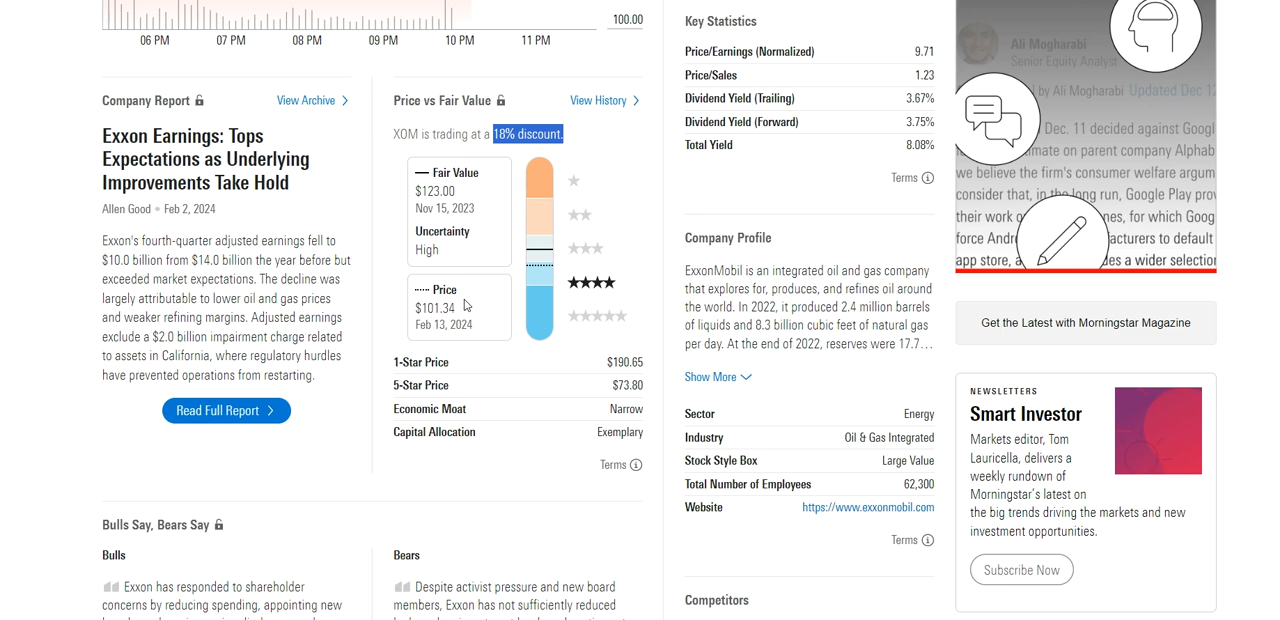 100.00
06 PM 07 PM 08 PM 09 PM 10 PM 11 PM
Company Report
View Archive
Exxon Earnings: Tops
Expectations as Underlying
Improvements Take Hold
Allen Good • Feb 2, 2024
Exxon's fourth-quarter adjusted earnings fell to
$10.0 billion from $14.0 billion the year before but
exceeded market expectations. The decline was
largely attributable to lower oil and gas prices
and weaker refining margins. Adjusted earnings
exclude a $2.0 billion impairment charge related
to assets in California, where regulatory hurdles
have prevented operations from restarting.
Read Full Report
Price vs Fair Value
View History
XOM is trading at a 18% discount.
Fair Value
$123.00
Nov 15, 2023
Uncertainty
High
Price
$101.34
Feb 13, 2024
1-Star Price $190.65
5-Star Price $73.80
Economic Moat Narrow
Capital Allocation Exemplary
Terms
Bulls Say, Bears Say
Bulls
Exxon has responded to shareholder
concerns by reducing spending, appointing new
Bears
Despite activist pressure and new board
members, Exxon has not sufficiently reduced
Key Statistics
Price/Earnings (Normalized) 9.71
Price/Sales 1.23
Dividend Yield (Trailing) 3.67%
Dividend Yield (Forward) 3.75%
Total Yield 8.08%
Terms
Company Profile
ExxonMobil is an integrated oil and gas company
that explores for, produces, and refines oil around
the world. In 2022, it produced 2.4 million barrels
of liquids and 8.3 billion cubic feet of natural gas
per day. At the end of 2022, reserves were 17.7...
Show More
Sector Energy
Industry Oil & Gas Integrated
Stock Style Box Large Value
Total Number of Employees 62,300
Website https://www.exxonmobil.com
Terms
Competitors
Ali Mogharabi
Senior Equity Analyst
by Ali Mogharabi Updated Dec 12
Dec. 11 decided against Googl
on parent company Alphab
we believe the firm's consumer welfare argum
consider that, in the long run, Google Play prov
their work for which Goog
force to default
app store, a wider selection
Get the Latest with Morningstar Magazine
NEWSLETTERS
Smart Investor
Markets editor, Tom
Lauricella, delivers a
weekly rundown of
Morningstar's latest on
the big trends driving the markets and new
investment opportunities.
Subscribe Now